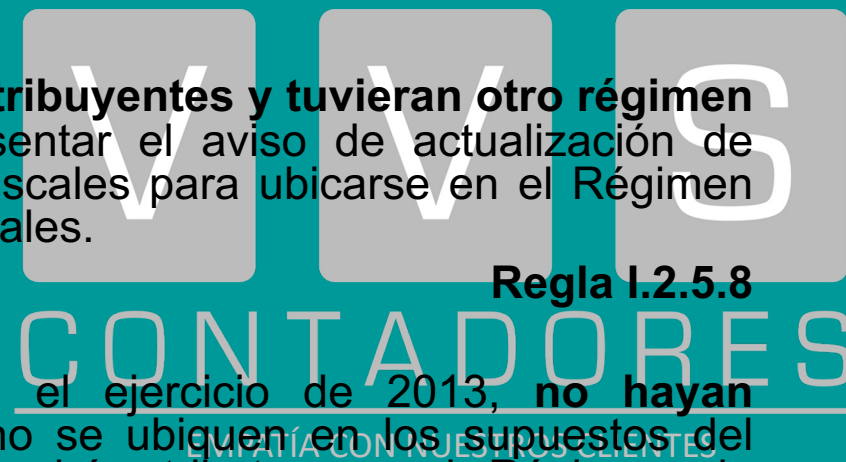 V V S
tribuyentes y tuvieran otro régimen
sentar el aviso de actualización de
scales para ubicarse en el Régimen
ales.
Regla I.2.5.8
CONTADORES
el ejercicio de 2013, no hayan
no se ubiquen en los supuestos del
EMPATÍA CON NUESTROS CLIENTES